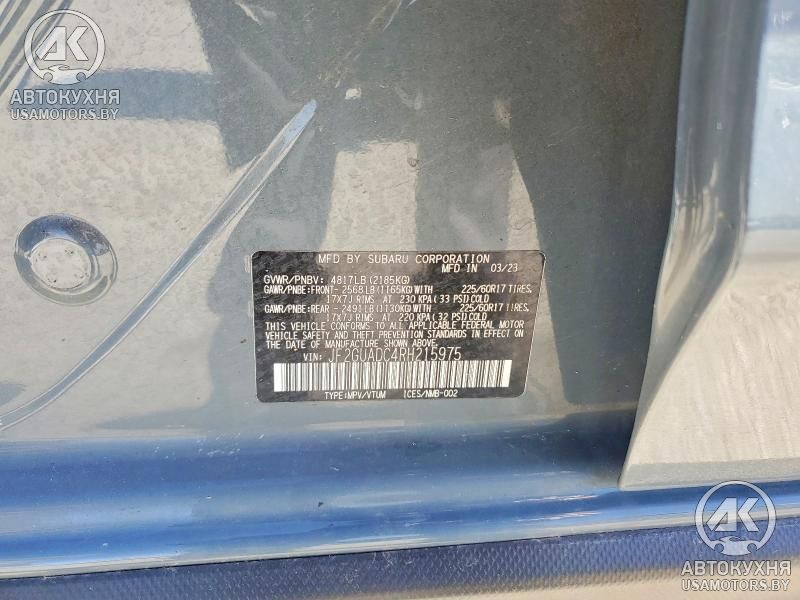 AK
АВТОКУХНЯ
USAMOTORS.BY
MFD BY SUBARU CORPORATION
MFD IN 03/23
GVWR/PNBV: 4817LB (2185KG)
GAWR/PNBE:FRONT- 2568LB(1165KG)WITH 225/60R17 TIRES.
17X7J RIMS AT 230 KPA (33 PSI)COLD
GAWR/PNBE:REAR - 2491LB(1130KG)WITH 225/60R17 TIRES.
17X7J RIMS AT 220 KPA (32 PSI)COLD
THIS VEHICLE CONFORMS TO ALL APPLICABLE FEDERAL MOTOR
VEHICLE SAFETY, BUMPER,
AND THEFT PREVENTION STANDARDS IN EFFECT
ON THE DATE OF MANUFACTURE SHOWN ABOVE.
VIN: JF2GUADC4RH215975
TYPE:MPV/VTUM ICES/NMB-002
AK
АВТОКУХНЯ
USAMOTORS.BY